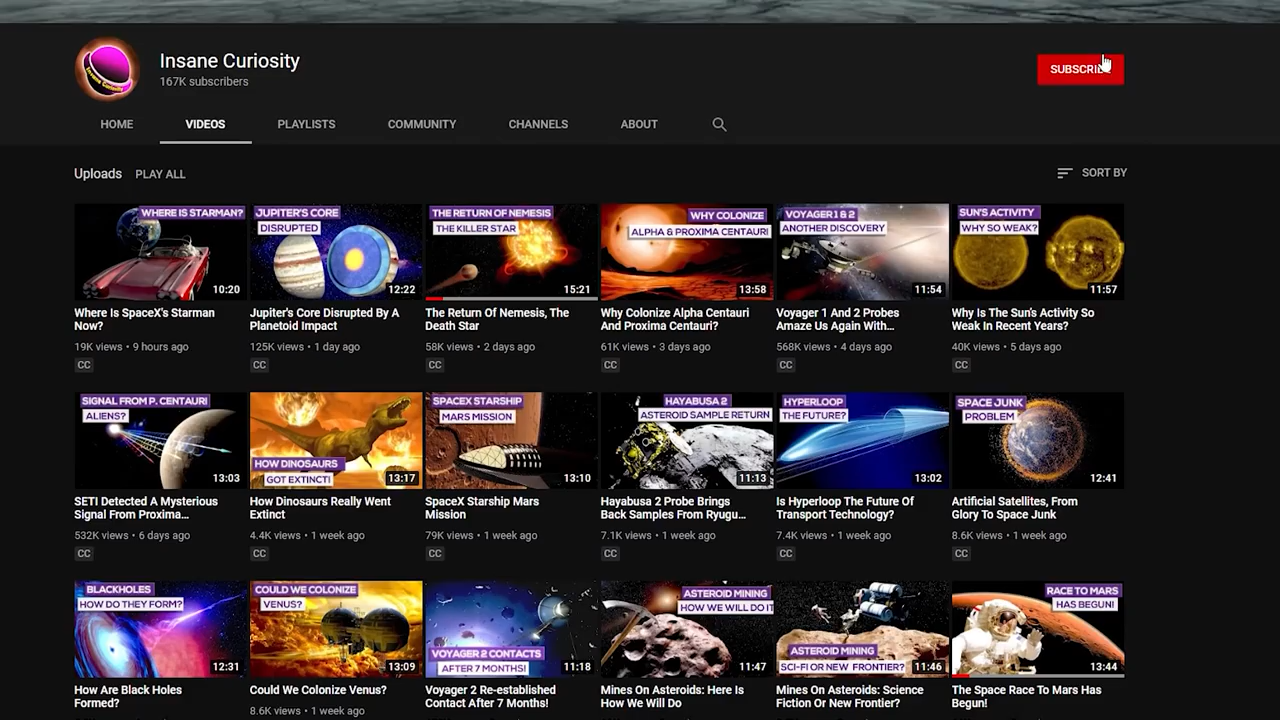 Insane Curiosity
167K subscribers
SUBSCRIBE
HOME
VIDEOS
PLAYLISTS
COMMUNITY
CHANNELS
ABOUT
Uploads
PLAY ALL
SORT BY
WHERE IS STARMAN?
10:20
JUPITER'S CORE
DISRUPTED
12:22
THE RETURN OF NEMESIS
THE KILLER STAR
15:21
WHY COLONIZE
ALPHA & PROXIMA CENTAURI
13:58
VOYAGER 1 & 2
ANOTHER DISCOVERY
11:54
SUN'S ACTIVITY
WHY SO WEAK?
11:57
Where Is SpaceX's Starman
Now?
19K views • 9 hours ago
CC
Jupiter's Core Disrupted By A
Planetoid Impact
125K views • 1 day ago
CC
The Return Of Nemesis, The
Death Star
58K views • 2 days ago
CC
Why Colonize Alpha Centauri
And Proxima Centauri?
61K views • 3 days ago
CC
Voyager 1 And 2 Probes
Amaze Us Again With...
568K views • 4 days ago
CC
Why Is The Sun's Activity So
Weak In Recent Years?
40K views • 5 days ago
CC
SIGNAL FROM P. CENTAURI
ALIENS?
13:03
HOW DINOSAURS
GOT EXTINCT!
13:17
SPACEX STARSHIP
MARS MISSION
13:10
HAYABUSA 2
ASTEROID SAMPLE RETURN
11:13
HYPERLOOP
THE FUTURE?
13:02
SPACE JUNK
PROBLEM
12:41
SETI Detected A Mysterious
Signal From Proxima...
532K views • 6 days ago
CC
How Dinosaurs Really Went
Extinct
4.4K views • 1 week ago
CC
SpaceX Starship Mars
Mission
79K views • 1 week ago
CC
Hayabusa 2 Probe Brings
Back Samples From Ryugu...
7.1K views • 1 week ago
CC
Is Hyperloop The Future Of
Transport Technology?
7.4K views • 1 week ago
CC
Artificial Satellites, From
Glory To Space Junk
8.6K views • 1 week ago
CC
BLACKHOLES
HOW DO THEY FORM?
12:31
COULD WE COLONIZE
VENUS?
13:09
VOYAGER 2 CONTACTS
AFTER 7 MONTHS!
11:18
ASTEROID MINING
HOW WE WILL DO IT
11:47
ASTEROID MINING
SCI-FI OR NEW FRONTIER?
11:46
RACE TO MARS
HAS BEGUN!
13:44
How Are Black Holes
Formed?
Could We Colonize Venus?
8.6K views • 1 week ago
Voyager 2 Re-established
Contact After 7 Months!
Mines On Asteroids: Here Is
How We Will Do
Mines On Asteroids: Science
Fiction Or New Frontier?
The Space Race To Mars Has
Begun!